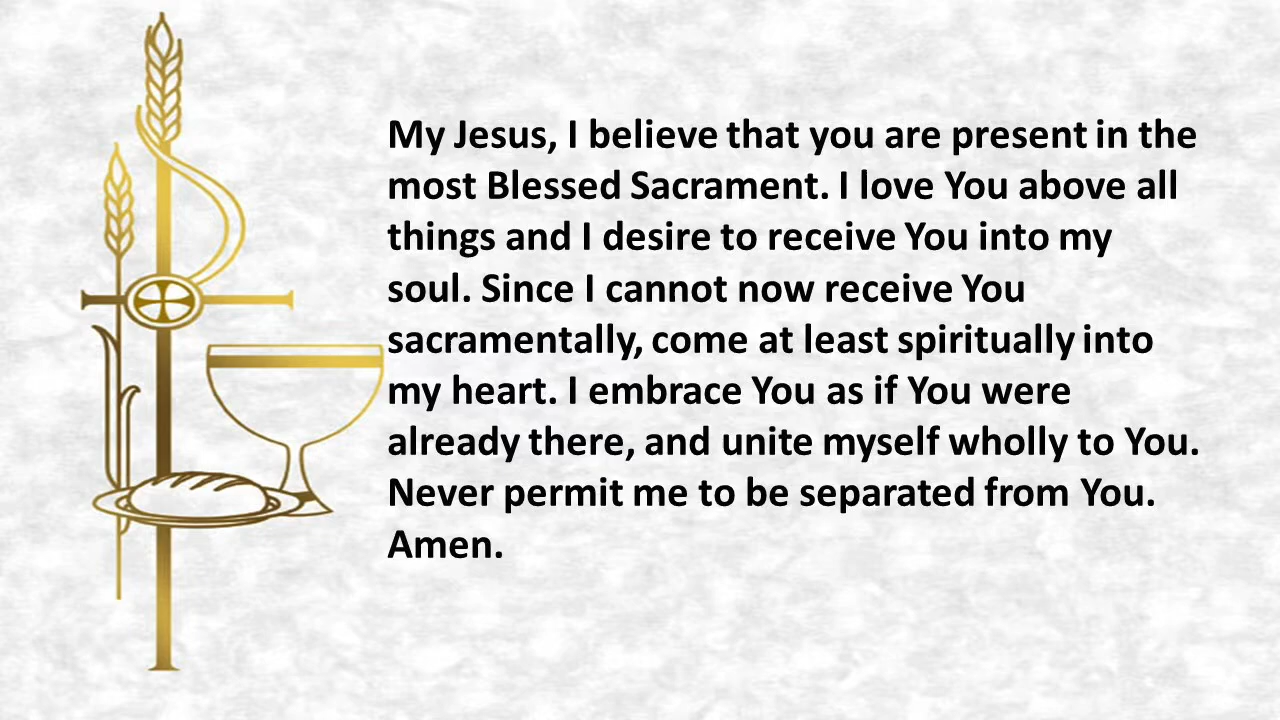 My Jesus, I believe that you are present in the
most Blessed Sacrament. I love You above all
things and I desire to receive You into my
soul. Since I cannot now receive You
sacramentally, come at least spiritually into
my heart. I embrace You as if You were
already there, and unite myself wholly to You.
Never permit me to be separated from You.
Amen.